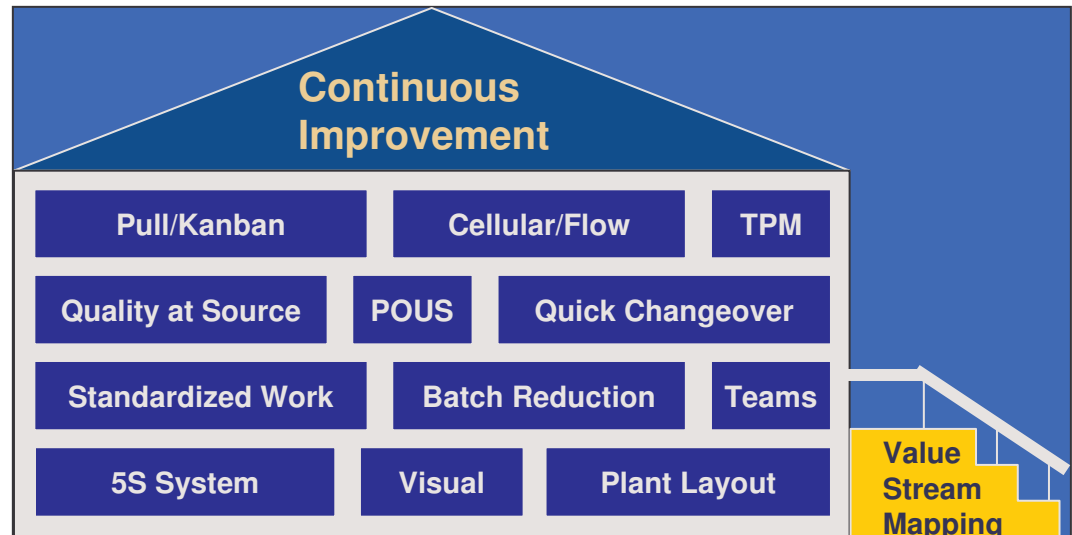 Continuous
Improvement
Pull/Kanban Cellular/Flow TPM
Quality at Source POUS Quick Changeover
Standardized Work Batch Reduction Teams
5S System Visual Plant Layout
Value
Stream
Mapping